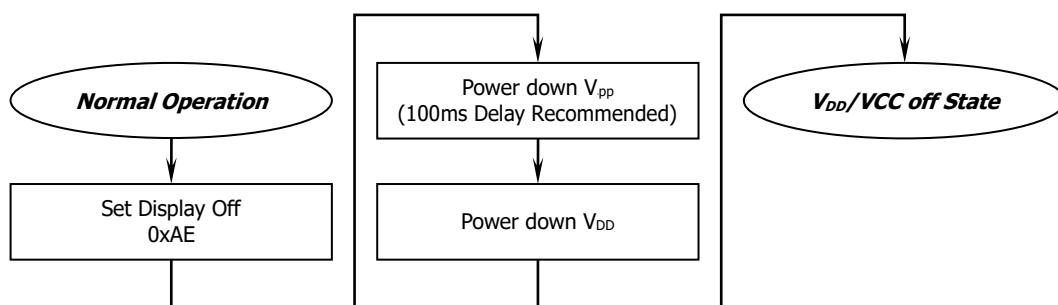 Normal Operation
Set Display Off
0xAE
Power down Vpp
(100ms Delay Recommended)
Power down VDD
VDD/VCC off State